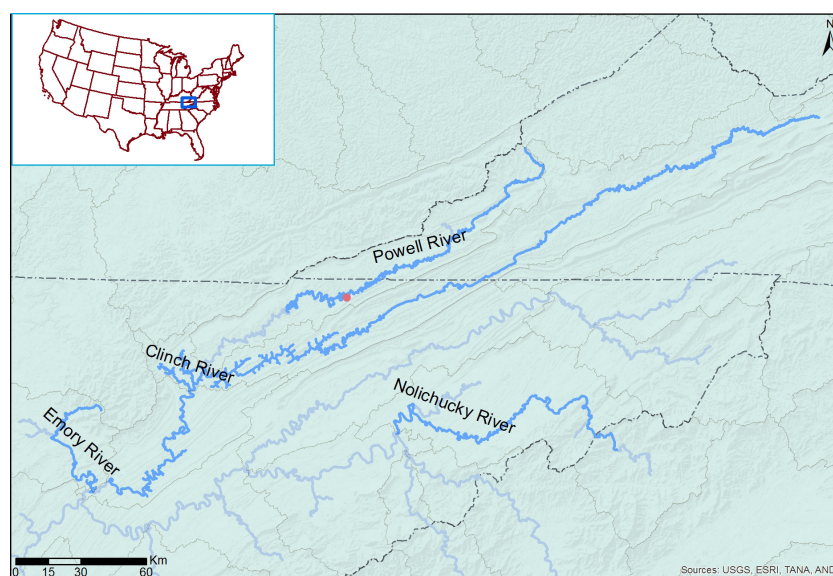 N
Powell River
Clinch River
Nolichucky River
Emory River
Km
0 15 30 60
Sources: USGS, ESRI, TANA, AND